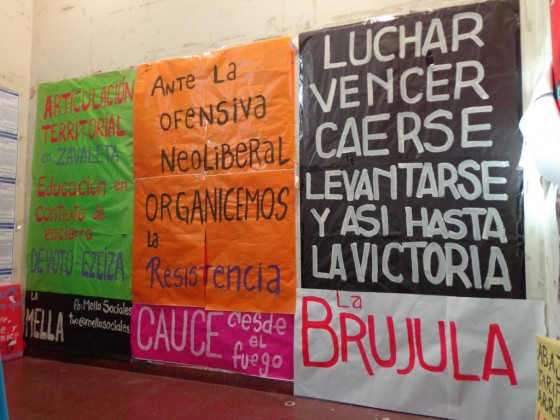 ARTICULACIÓN
TERRITORIAL
en ZAVALETA
Educación en
contexto de
encierro
DEVOTO-EZEIZA
LA
MELLA
fb: Mella Sociales
tw: @mellasociales
ANTE LA
OFENSIVA
NEOLIBERAL
ORGANICEMOS
la
Resistencia
CAUCE desde
el
fuego
LUCHAR
VENCER
CAERSE
LEVANTARSE
Y ASI HASTA
LA VICTORIA
La
BRUJULA